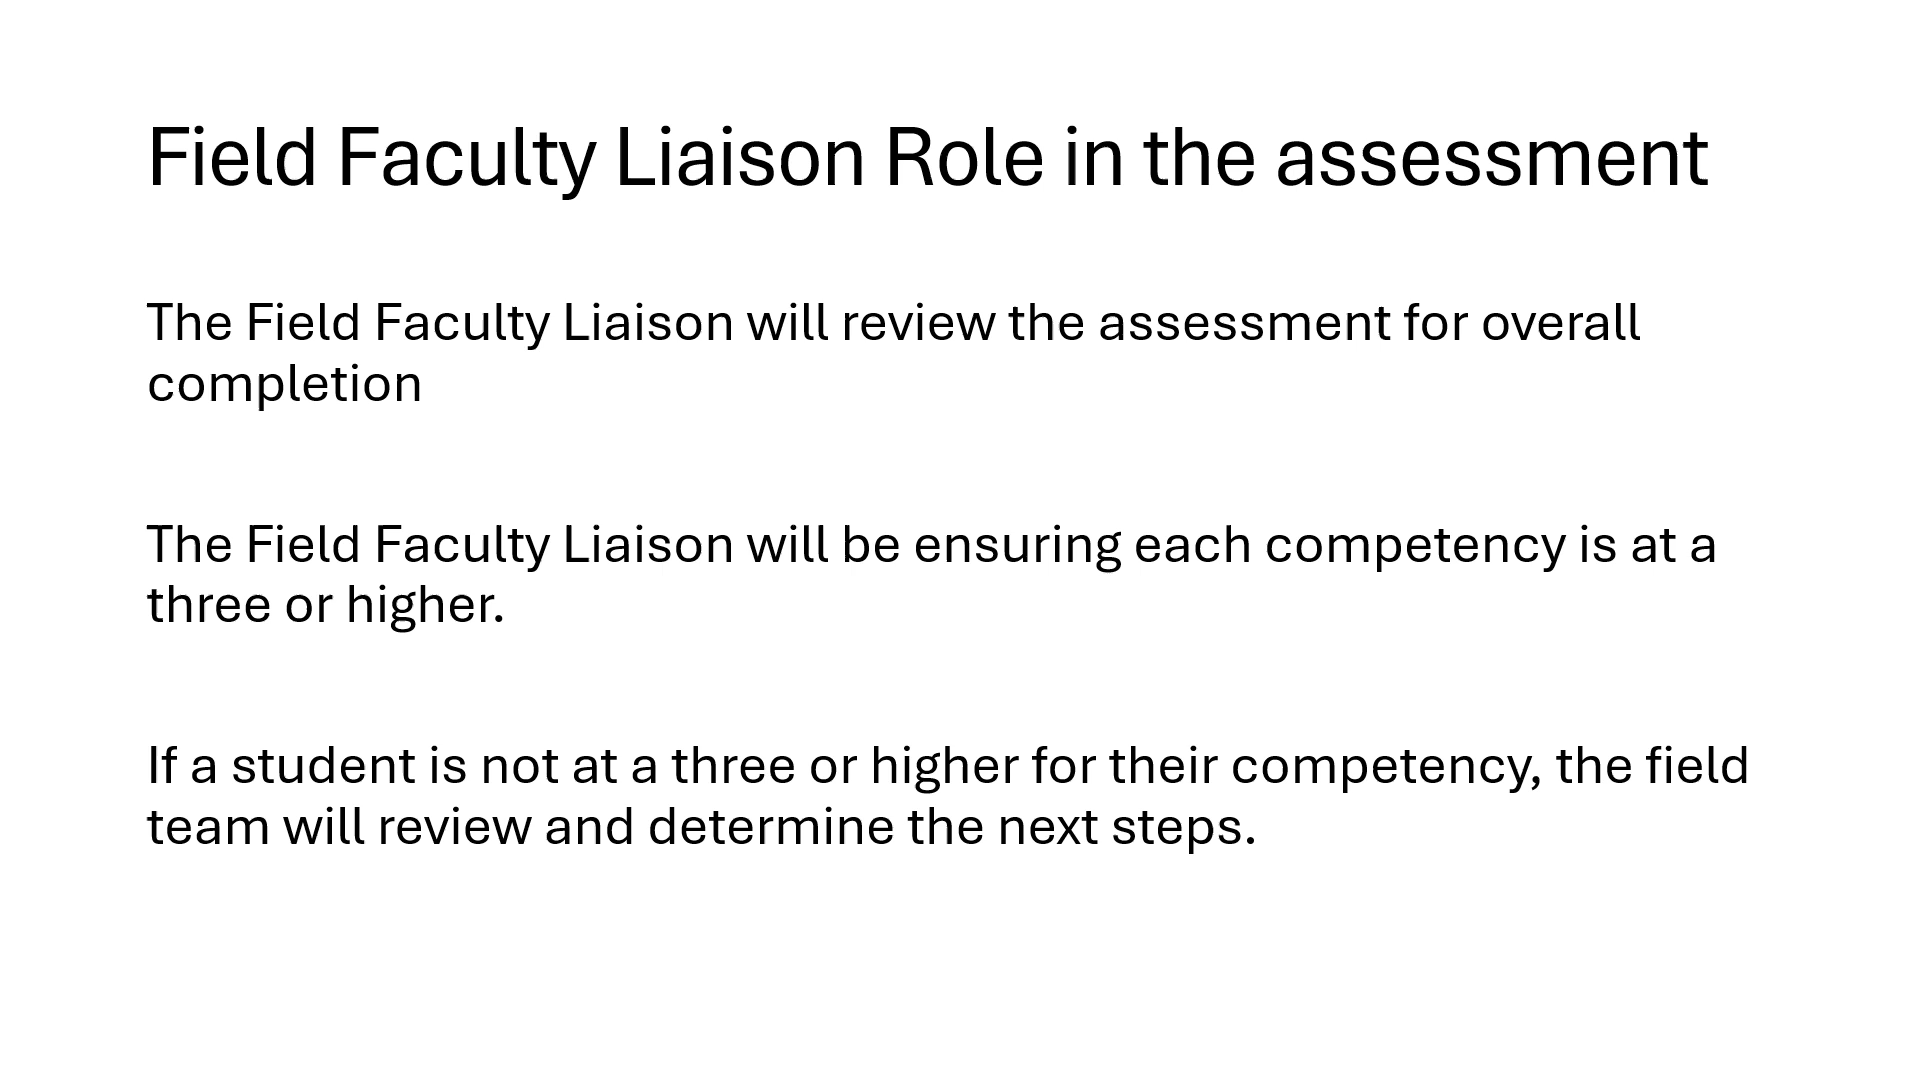 Field Faculty Liaison Role in the assessment
The Field Faculty Liaison will review the assessment for overall
completion
The Field Faculty Liaison will be ensuring each competency is at a
three or higher.
If a student is not at a three or higher for their competency, the field
team will review and determine the next steps.